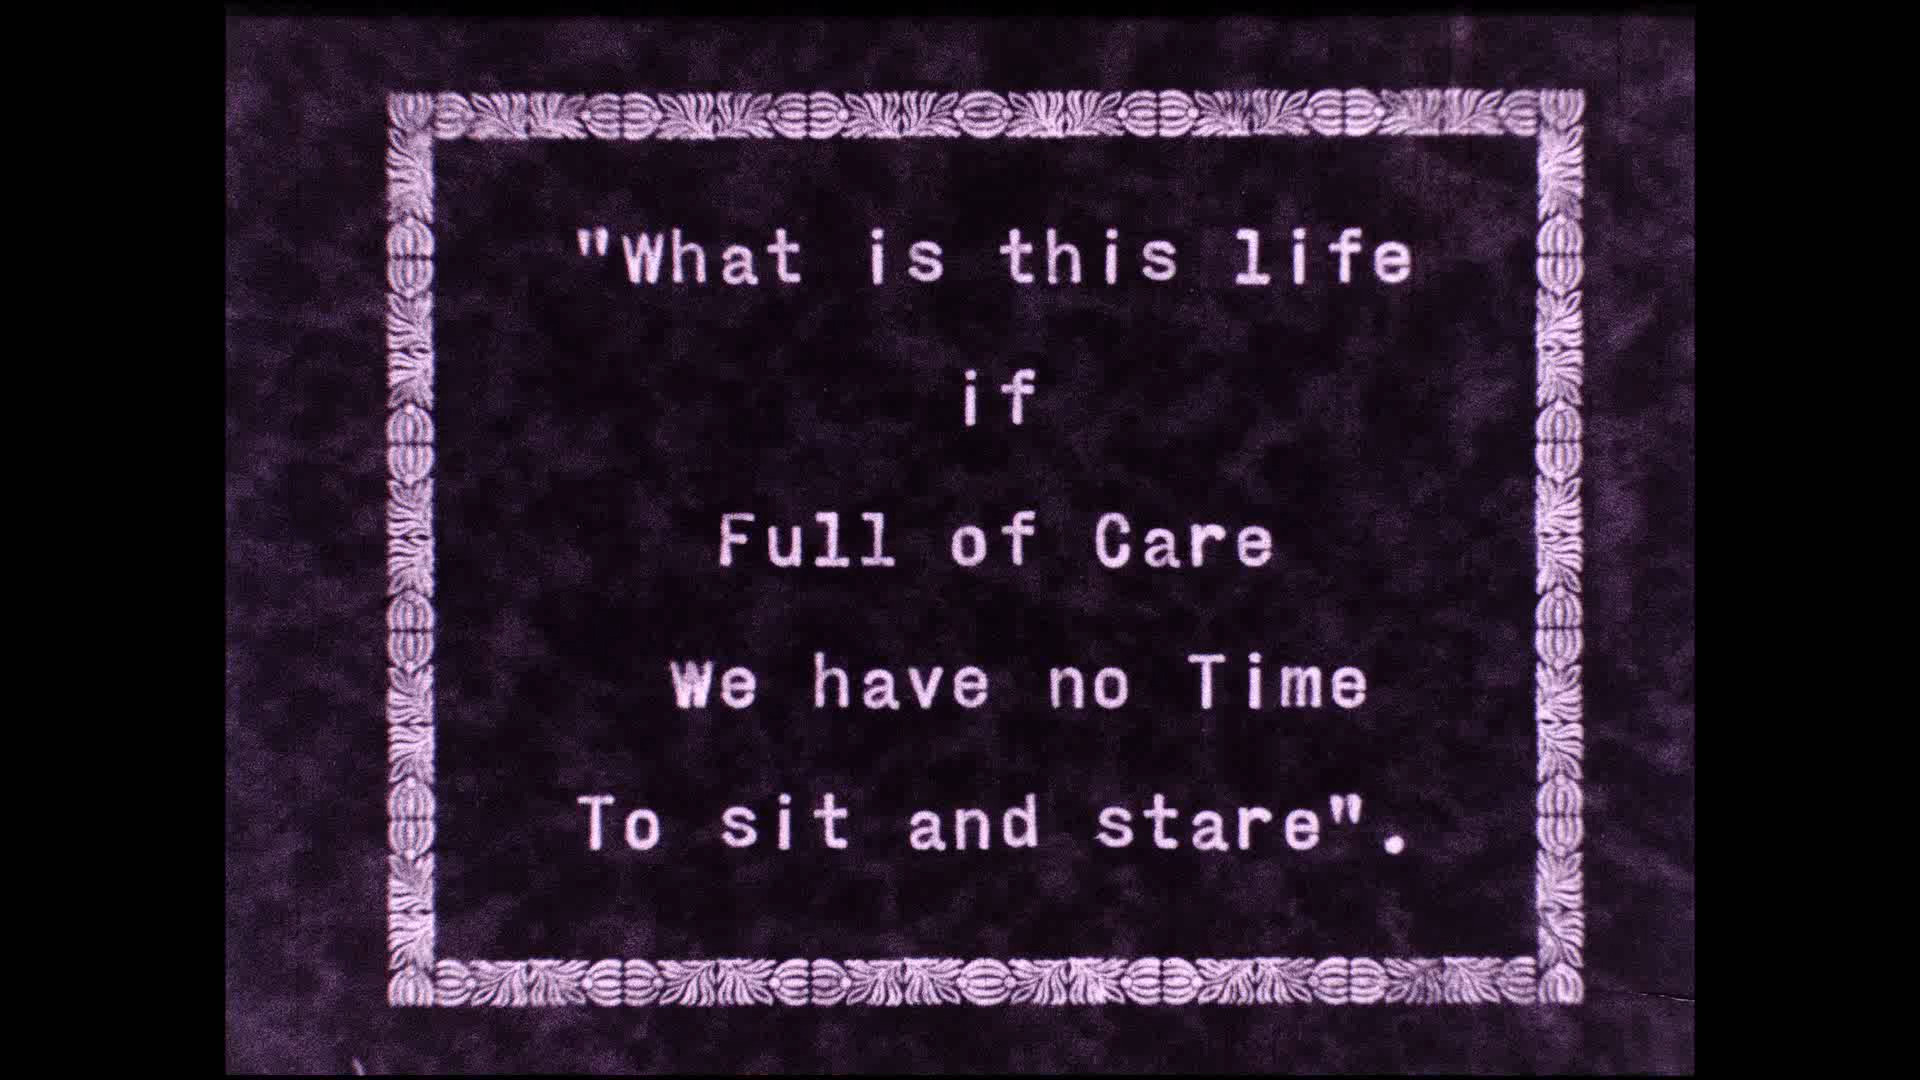 "What is this life
if
Full of Care
We have no Time
To sit and stare".